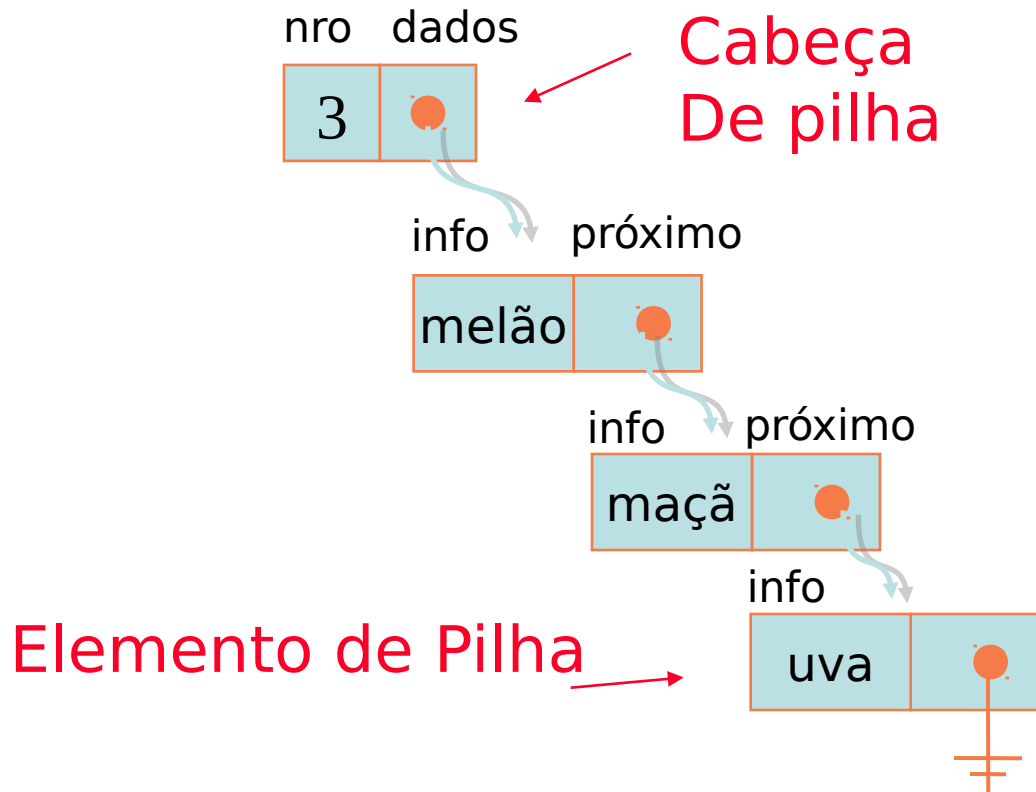 nro dados
Cabeça
De pilha
3
info próximo
melão
info próximo
maçã
info
Elemento de Pilha
uva